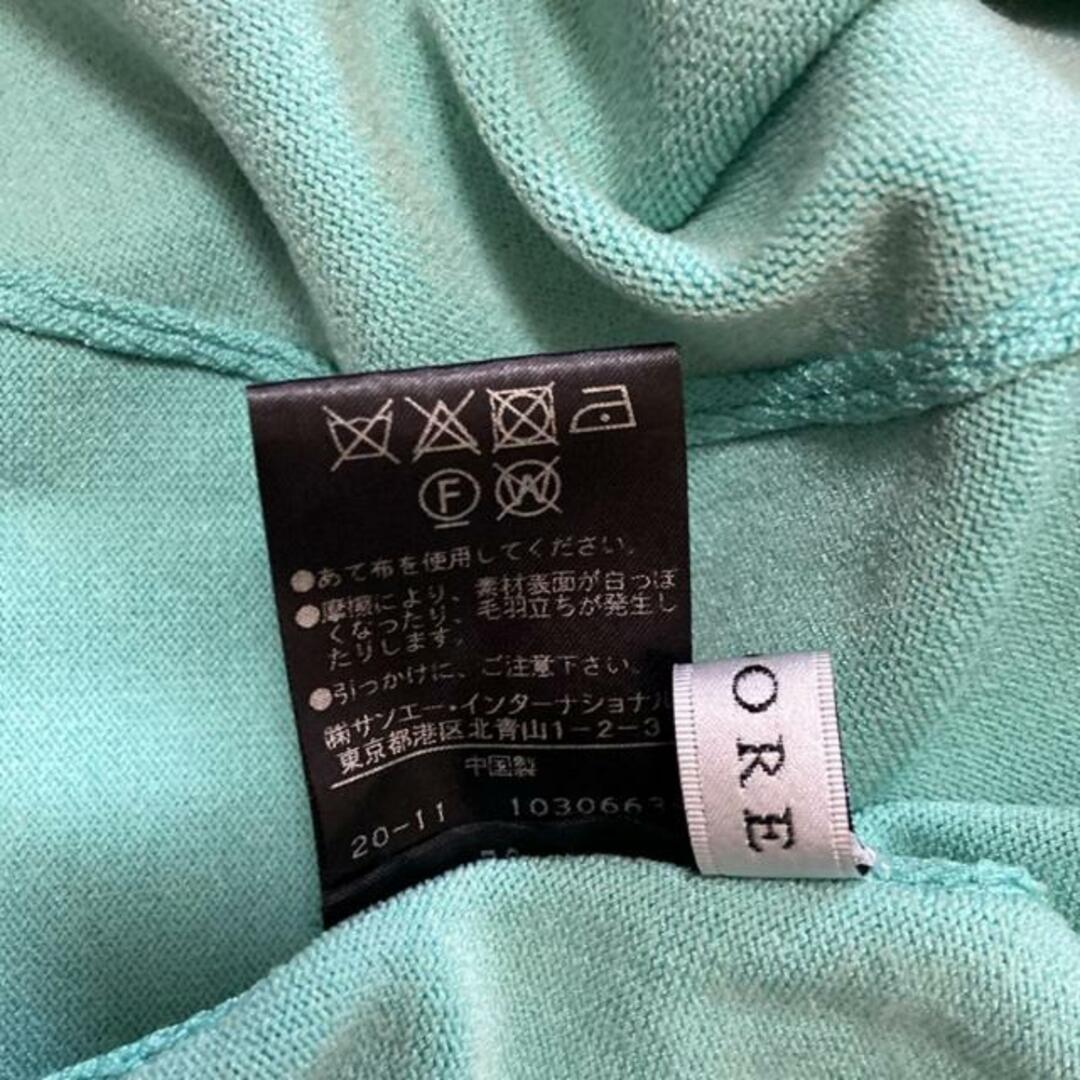 F
W
●あて布を使用してください。
●摩擦により、素材表面が白っぽ
くなったり、毛羽立ちが発生し
たりします。
●引っかけに、ご注意下さい。
㈱サンエー・インターナショナル
東京都港区北青山1-2-3
中国製
20-11 1030663
ORE